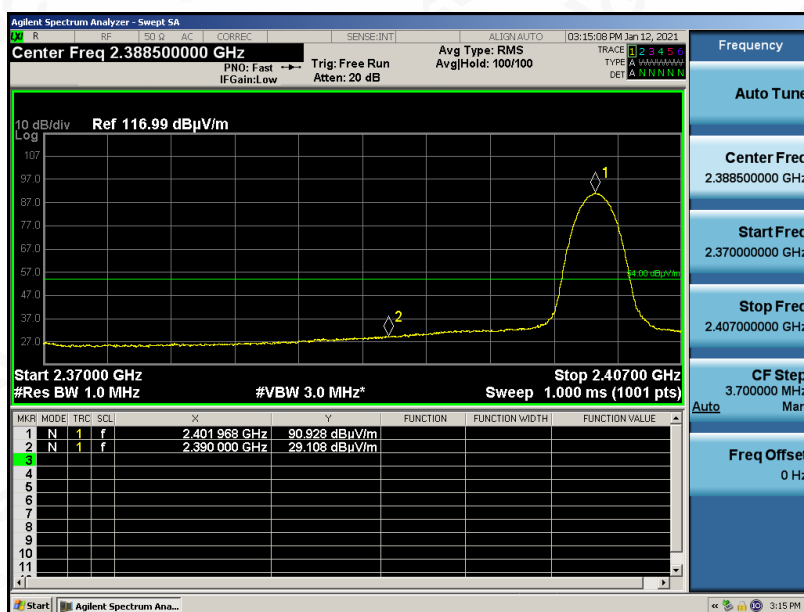 Agilent Spectrum Analyzer - Swept SA
LXI R RF 50 Ω AC CORREC SENSE:INT ALIGN AUTO 03:15:08 PM Jan 12, 2021
Center Freq 2.388500000 GHz
PNO: Fast
IFGain:Low
Trig: Free Run
Atten: 20 dB
Avg Type: RMS
Avg|Hold: 100/100
TRACE 1 2 3 4 5 6
TYPE A WWWWW
DET A N N N N N
10 dB/div
Log
Ref 116.99 dBµV/m
107
97.0
87.0
77.0
67.0
57.0
47.0
37.0
27.0
1
2
54.00 dBµV/m
Start 2.37000 GHz
Stop 2.40700 GHz
#Res BW 1.0 MHz
#VBW 3.0 MHz*
Sweep 1.000 ms (1001 pts)
MKR MODE TRC SCL X Y FUNCTION FUNCTION WIDTH FUNCTION VALUE
1 N 1 f 2.401 968 GHz 90.928 dBµV/m
2 N 1 f 2.390 000 GHz 29.108 dBµV/m
3
4
5
6
7
8
9
10
11
Frequency
Auto Tune
Center Freq
2.388500000 GHz
Start Freq
2.370000000 GHz
Stop Freq
2.407000000 GHz
CF Step
3.700000 MHz
Auto Man
Freq Offset
0 Hz
Start
Agilent Spectrum Ana...
3:15 PM